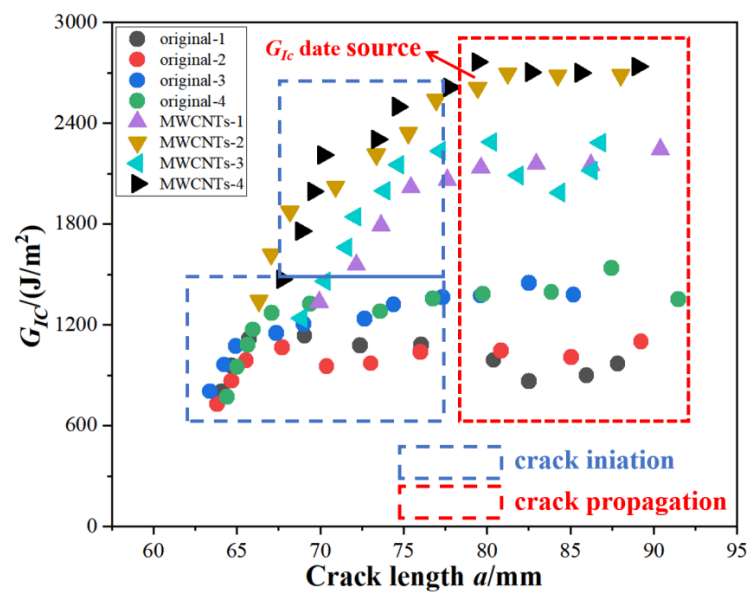 3000
2400
1800
1200
600
0
G_IC/(J/m²)
original-1
original-2
original-3
original-4
MWCNTs-1
MWCNTs-2
MWCNTs-3
MWCNTs-4
G_Ic date source
crack iniation
crack propagation
60 65 70 75 80 85 90 95
Crack length a/mm